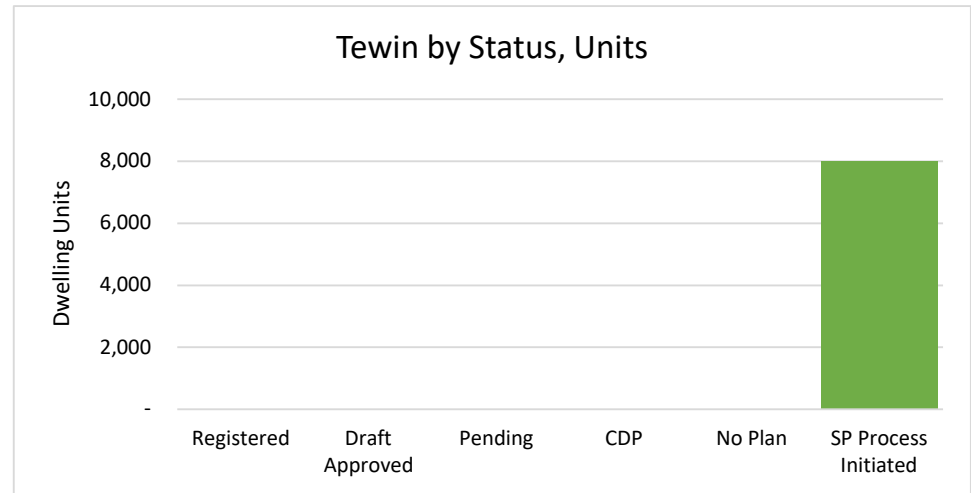 Tewin by Status, Units
10,000
8,000
6,000
4,000
2,000
-
Dwelling Units
Registered
Draft
Approved
Pending
CDP
No Plan
SP Process
Initiated